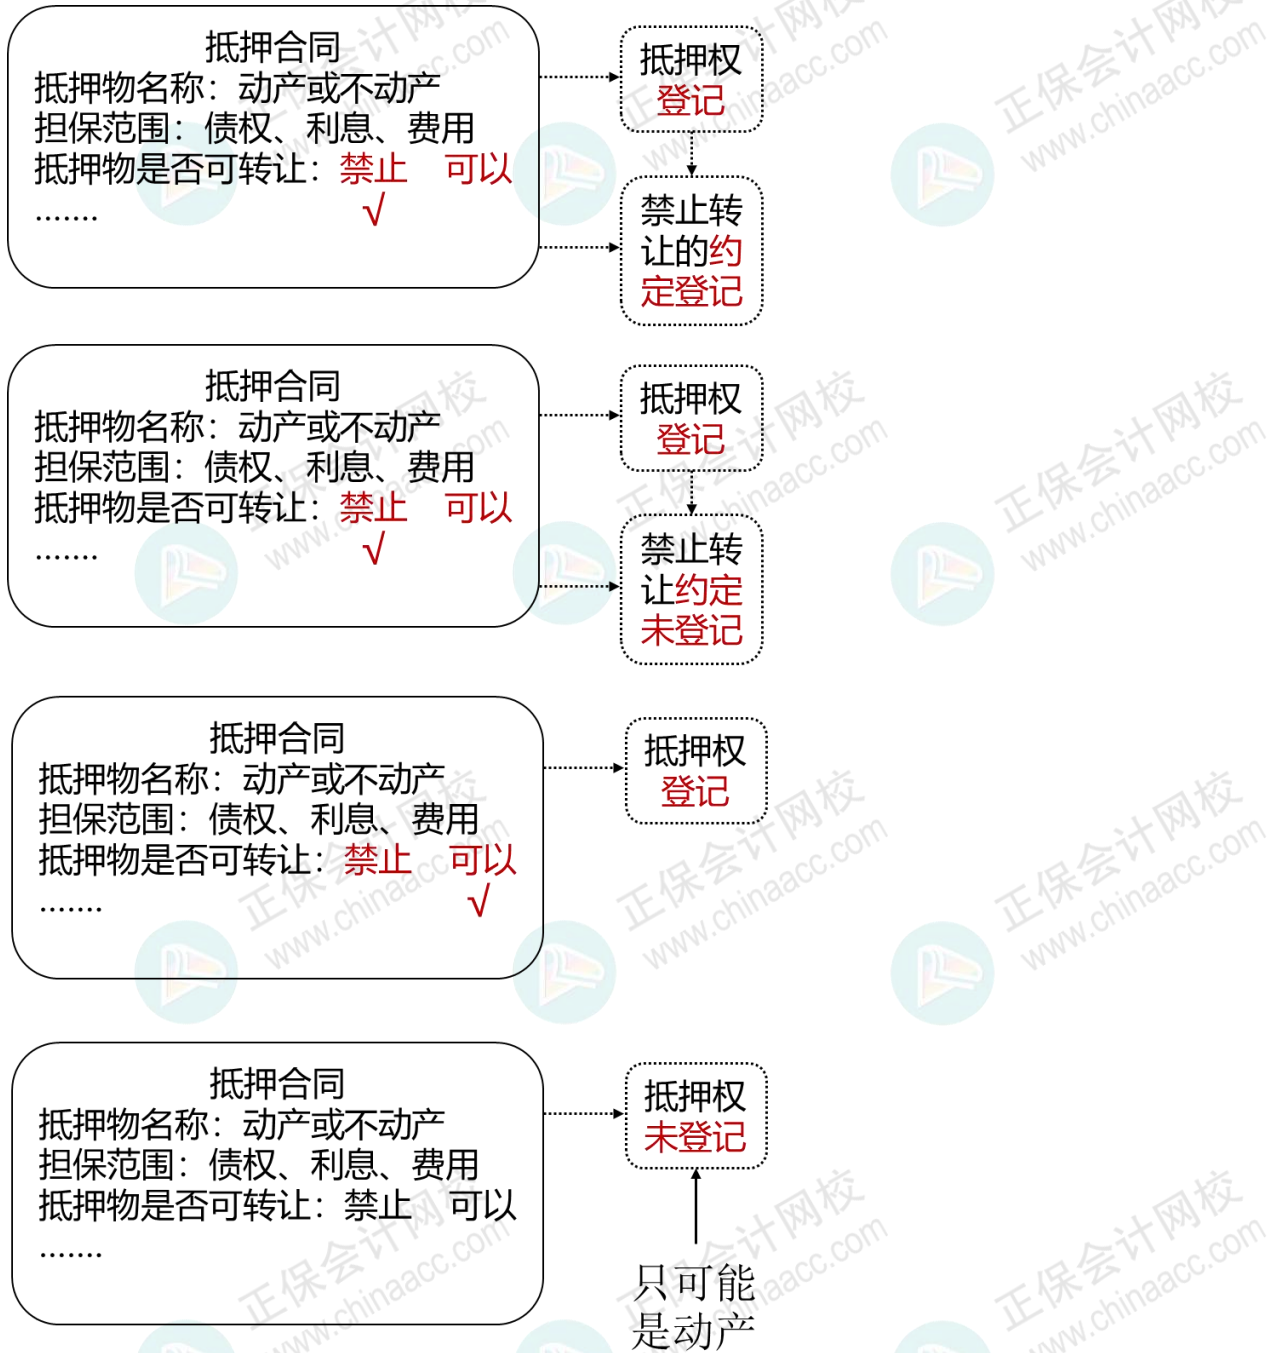 抵押合同
抵押物名称：动产或不动产
担保范围：债权、利息、费用
抵押物是否可转让：禁止 可以
.......
√
抵押权
登记
禁止转
让的约
定登记
抵押合同
抵押物名称：动产或不动产
担保范围：债权、利息、费用
抵押物是否可转让：禁止 可以
.......
√
抵押权
登记
禁止转
让约定
未登记
抵押合同
抵押物名称：动产或不动产
担保范围：债权、利息、费用
抵押物是否可转让：禁止 可以
.......
√
抵押权
登记
抵押合同
抵押物名称：动产或不动产
担保范围：债权、利息、费用
抵押物是否可转让：禁止 可以
.......
抵押权
未登记
只可能
是动产
正保会计网校
www.chinaacc.com